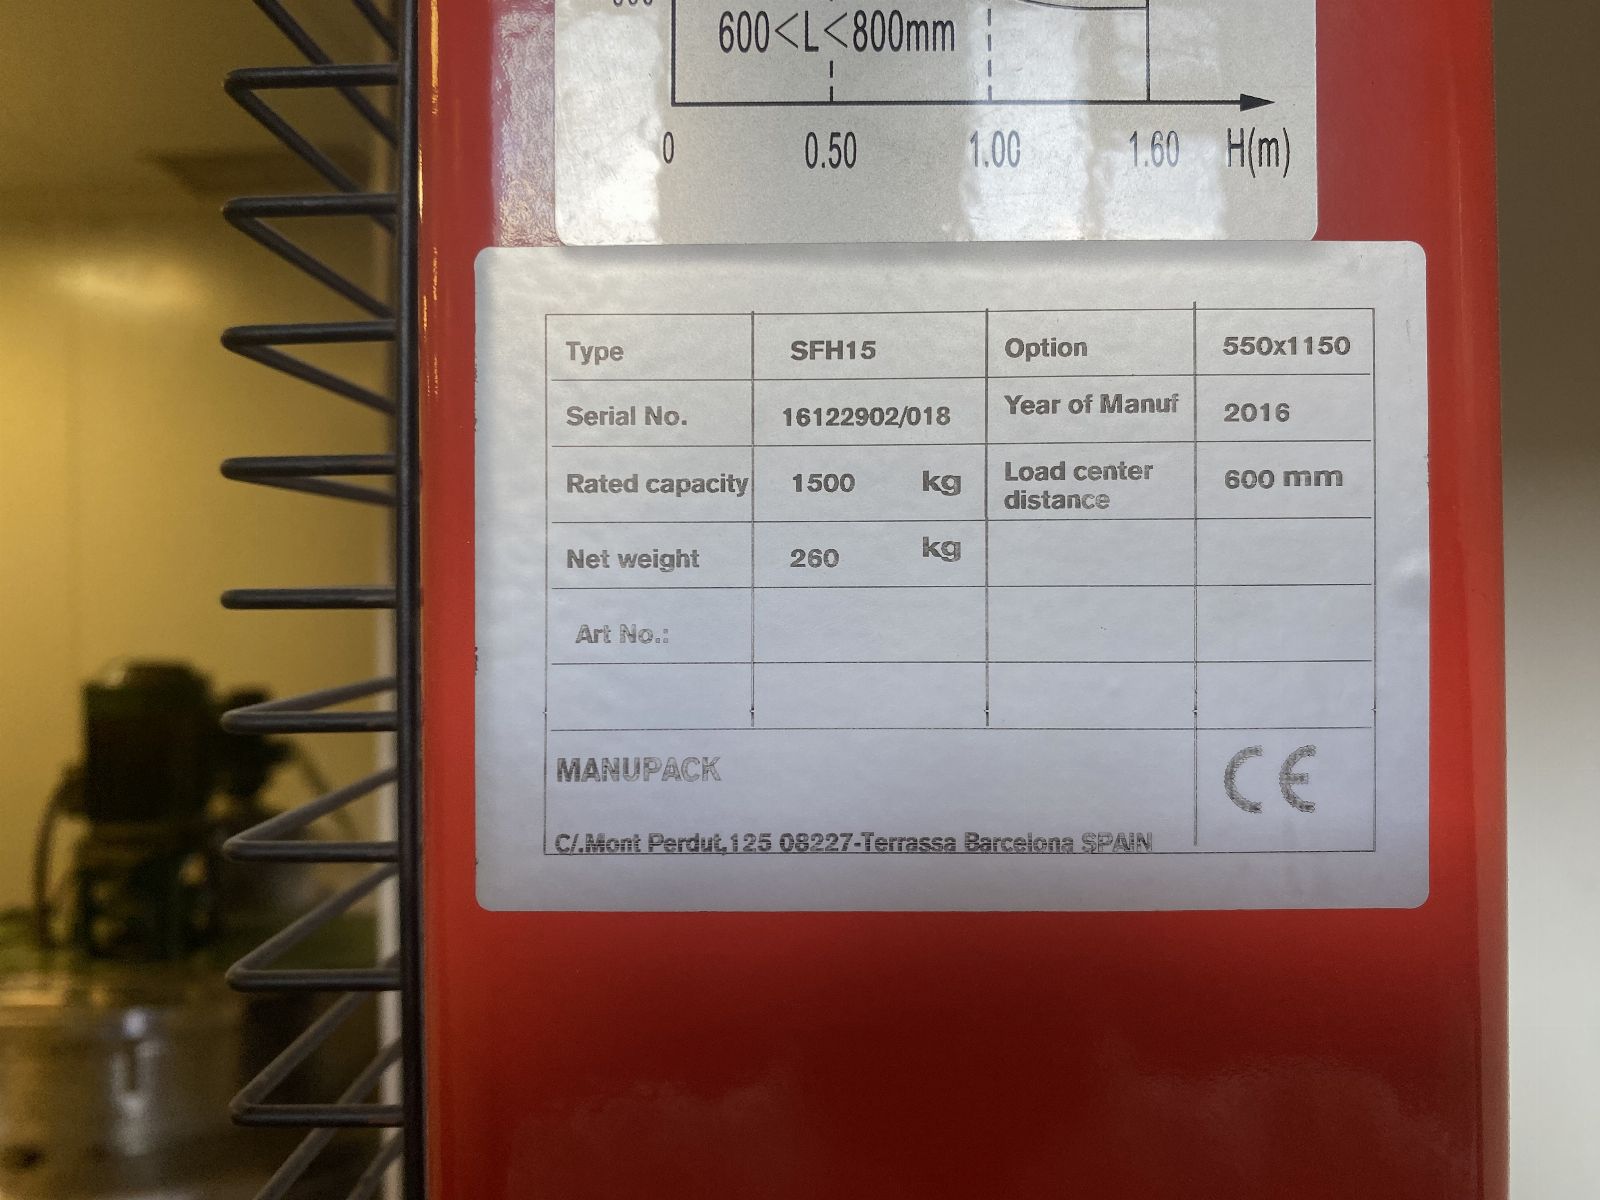 600<L<800mm
0 0.50 1.00 1.60 H(m)
Type SFH15 Option 550x1150
Serial No. 16122902/018 Year of Manuf 2016
Rated capacity 1500 kg Load center distance 600 mm
Net weight 260 kg
Art No.:
MANUPACK
CE
C/.Mont Perdut,125 08227-Terrassa Barcelona SPAIN